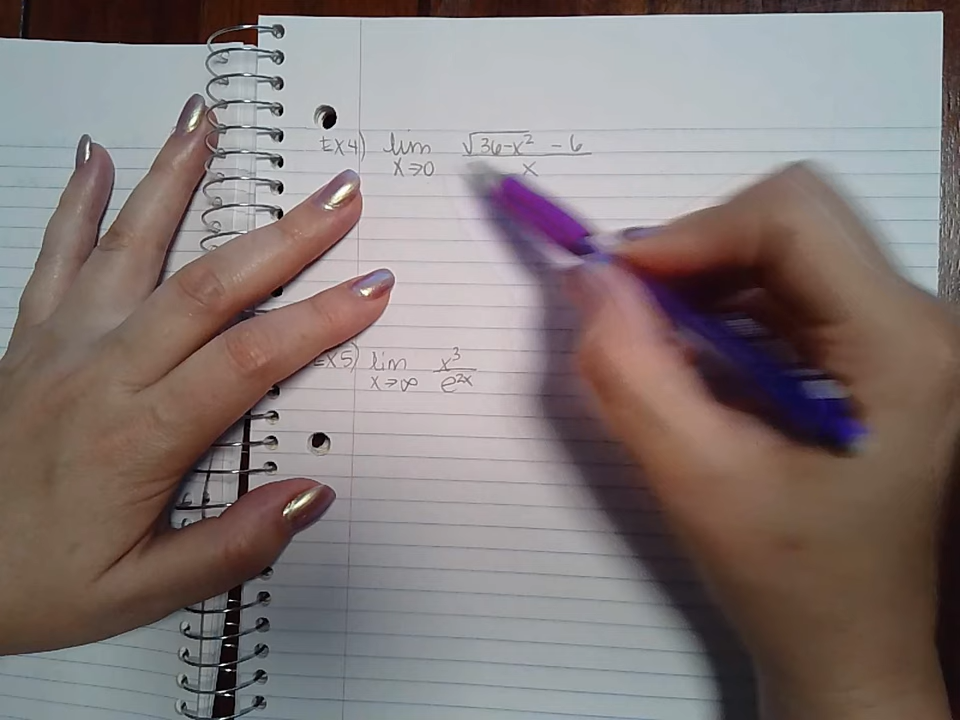 EX4) lim √36-x² - 6
x→0 x
EX5) lim x³
x→∞ e²ˣ